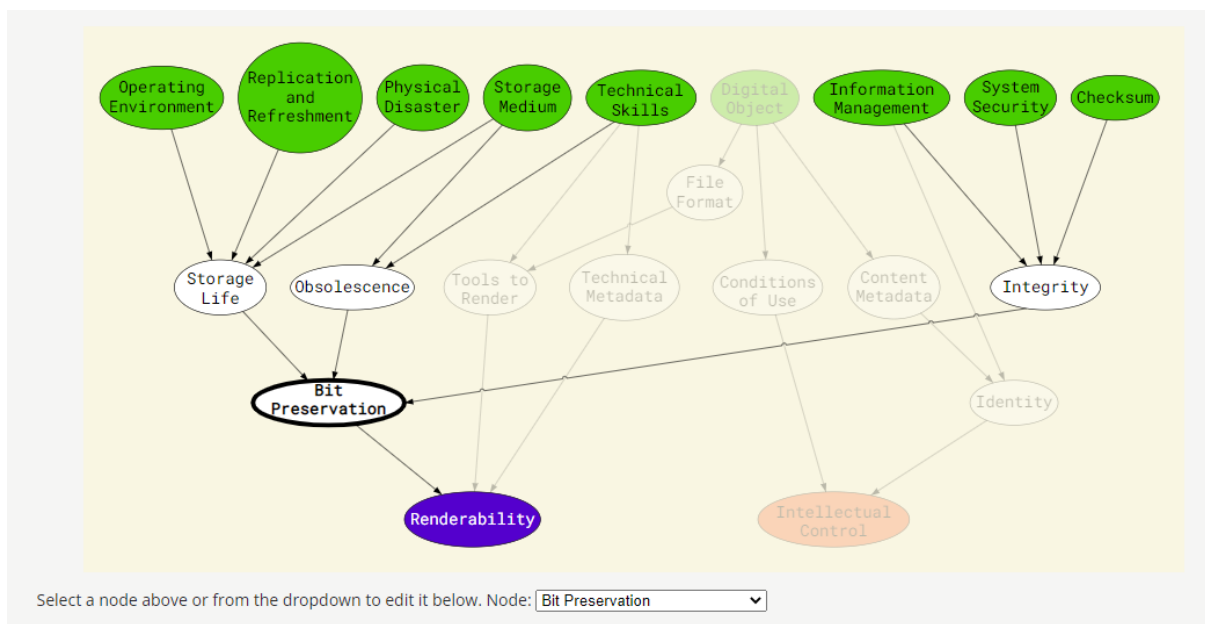 Operating
Environment
Replication
and
Refreshment
Physical
Disaster
Storage
Medium
Technical
Skills
Digital
Object
Information
Management
System
Security
Checksum
File
Format
Storage
Life
Obsolescence
Tools to
Render
Technical
Metadata
Conditions
of Use
Content
Metadata
Integrity
Bit
Preservation
Identity
Renderability
Intellectual
Control
Select a node above or from the dropdown to edit it below. Node: Bit Preservation